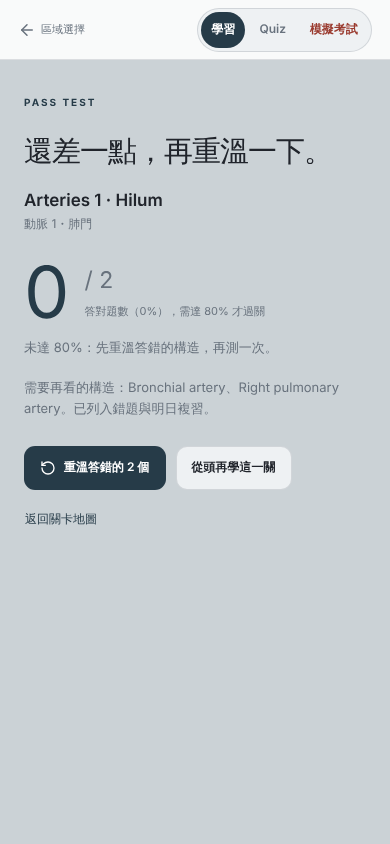 區域選擇
學習
Quiz
模擬考試
PASS TEST
還差一點，再重溫一下。
Arteries 1 · Hilum
動脈 1 · 肺門
0 / 2
答對題數（0%），需達 80% 才過關
未達 80%：先重溫答錯的構造，再測一次。
需要再看的構造：Bronchial artery、Right pulmonary
artery。已列入錯題與明日複習。
重溫答錯的 2 個
從頭再學這一關
返回關卡地圖